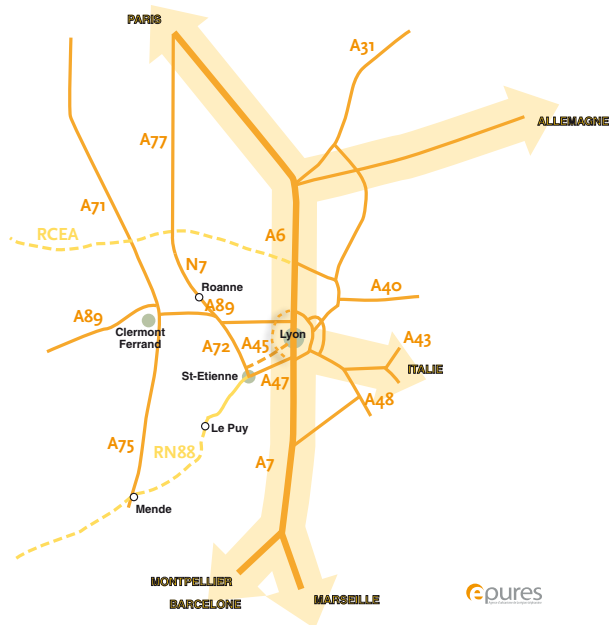 PARIS
A31
ALLEMAGNE
A77
A71
RCEA
A6
N7
Roanne
A40
A89
A89
Clermont
Ferrand
Lyon
A72
A45
A43
St-Etienne
A47
ITALIE
A48
Le Puy
A75
RN88
A7
Mende
MONTPELLIER
BARCELONE
MARSEILLE
epures